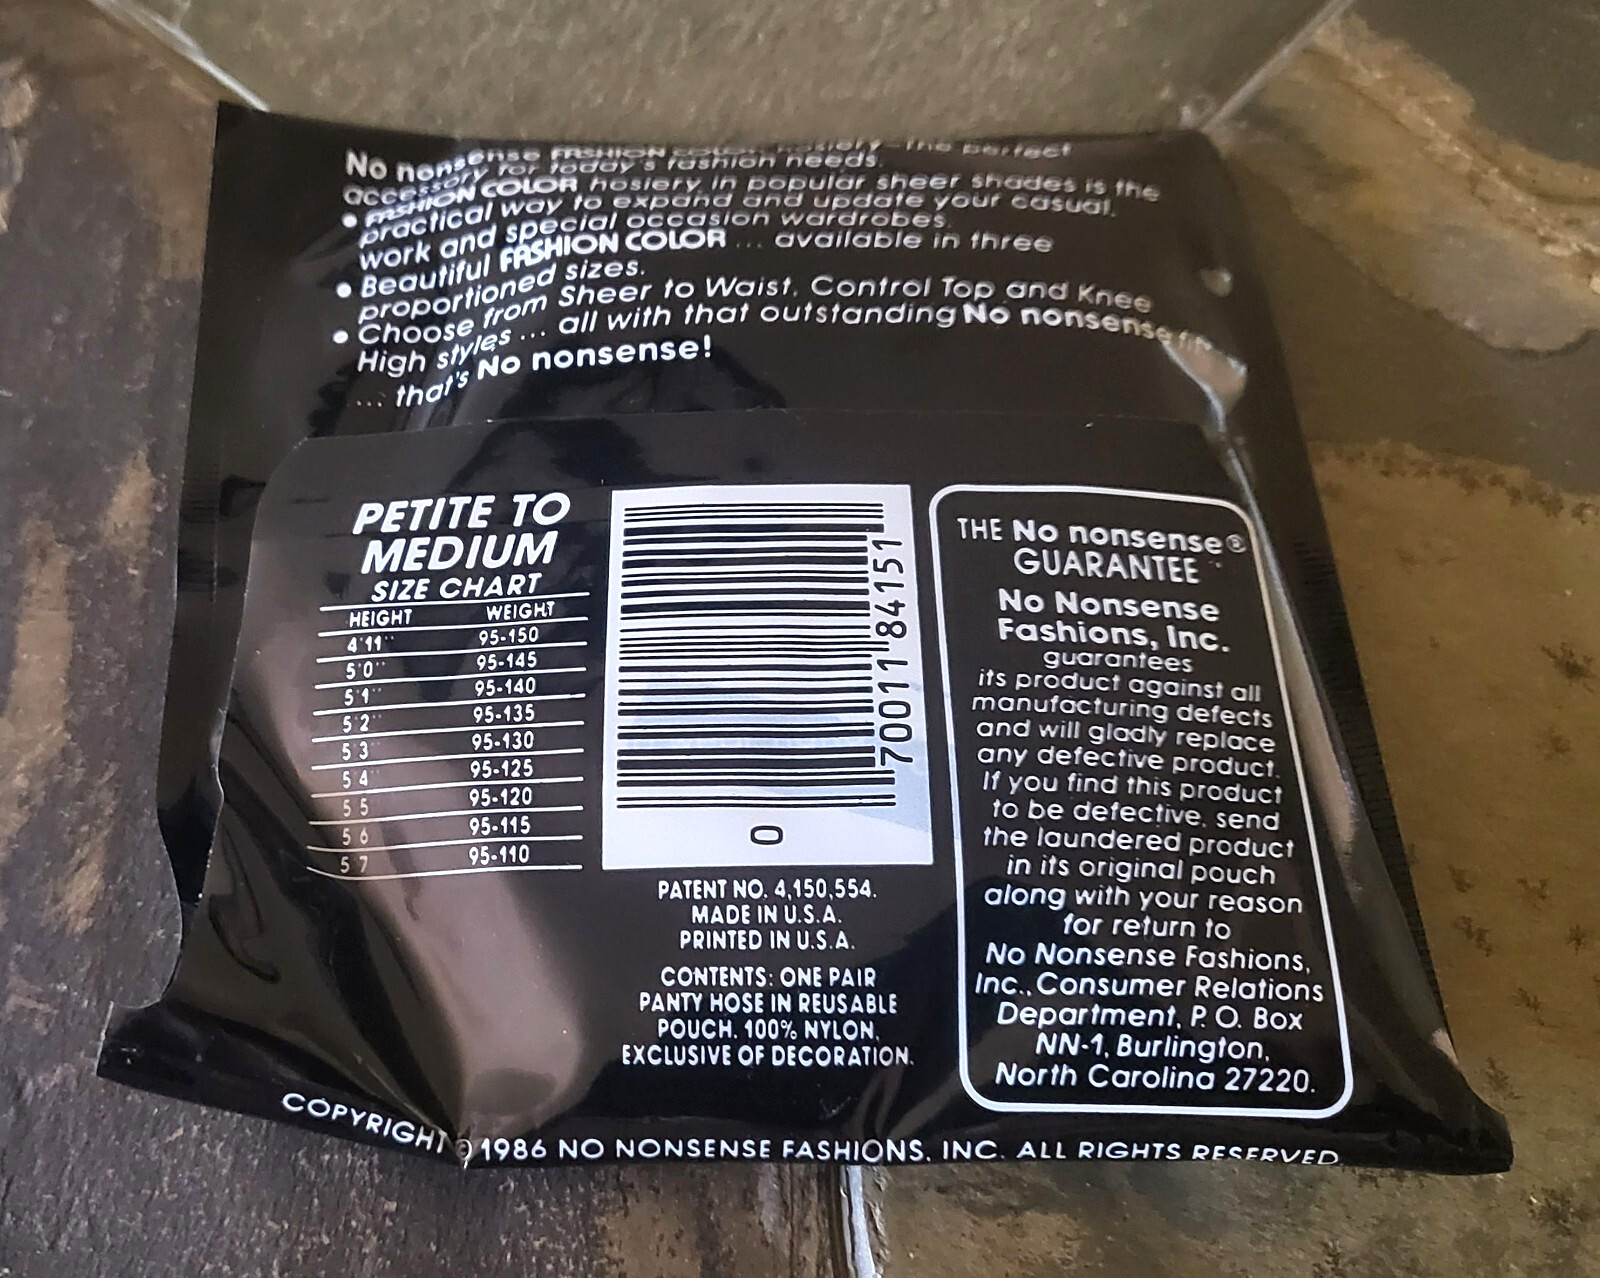 No nonsense FASHION COLOR hosiery—the perfect
accessory for today's fashion needs.
• FASHION COLOR hosiery in popular sheer shades is the
practical way to expand and update your casual,
work and special occasion wardrobes.
• Beautiful FASHION COLOR ... available in three
proportioned sizes.
• Choose from Sheer to Waist, Control Top and Knee
High styles ... all with that outstanding No nonsense fit
... that's No nonsense!
PETITE TO
MEDIUM
SIZE CHART
HEIGHT WEIGHT
4'11" 95-150
5'0" 95-145
5'1" 95-140
5'2" 95-135
5'3" 95-130
5'4" 95-125
5'5 95-120
5'6 95-115
5'7 95-110
70011 84151
0
PATENT NO. 4,150,554.
MADE IN U.S.A.
PRINTED IN U.S.A.
CONTENTS: ONE PAIR
PANTY HOSE IN REUSABLE
POUCH. 100% NYLON,
EXCLUSIVE OF DECORATION.
THE No nonsense®
GUARANTEE
No Nonsense
Fashions, Inc.
guarantees
its product against all
manufacturing defects
and will gladly replace
any defective product.
If you find this product
to be defective, send
the laundered product
in its original pouch
along with your reason
for return to
No Nonsense Fashions,
Inc., Consumer Relations
Department, P. O. Box
NN-1, Burlington,
North Carolina 27220.
COPYRIGHT © 1986 NO NONSENSE FASHIONS, INC. ALL RIGHTS RESERVED